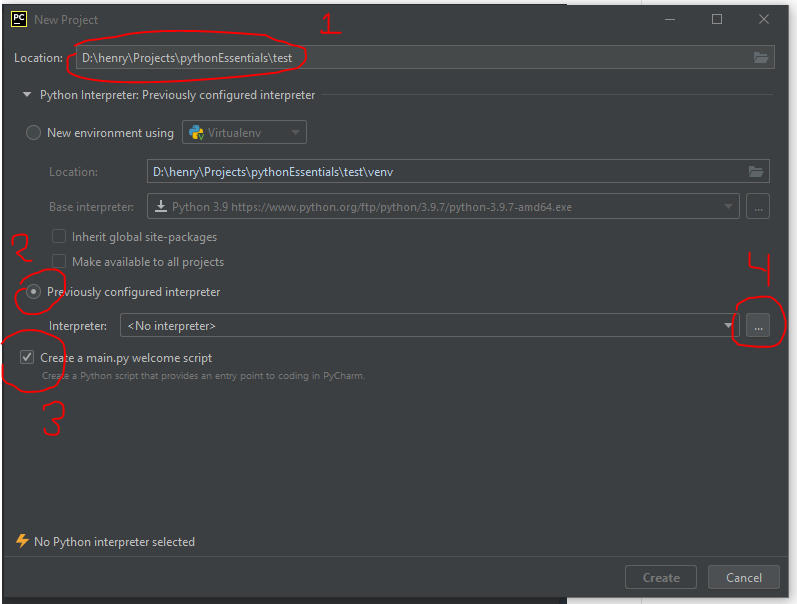 PC New Project
1
Location: D:\henry\Projects\pythonEssentials\test
Python Interpreter: Previously configured interpreter
New environment using Virtualenv
Location: D:\henry\Projects\pythonEssentials\test\venv
Base interpreter: Python 3.9 https://www.python.org/ftp/python/3.9.7/python-3.9.7-amd64.exe ...
Inherit global site-packages
2
Make available to all projects
4
Previously configured interpreter
Interpreter: <No interpreter> ...
Create a main.py welcome script
Create a Python script that provides an entry point to coding in PyCharm.
3
No Python interpreter selected
Create Cancel